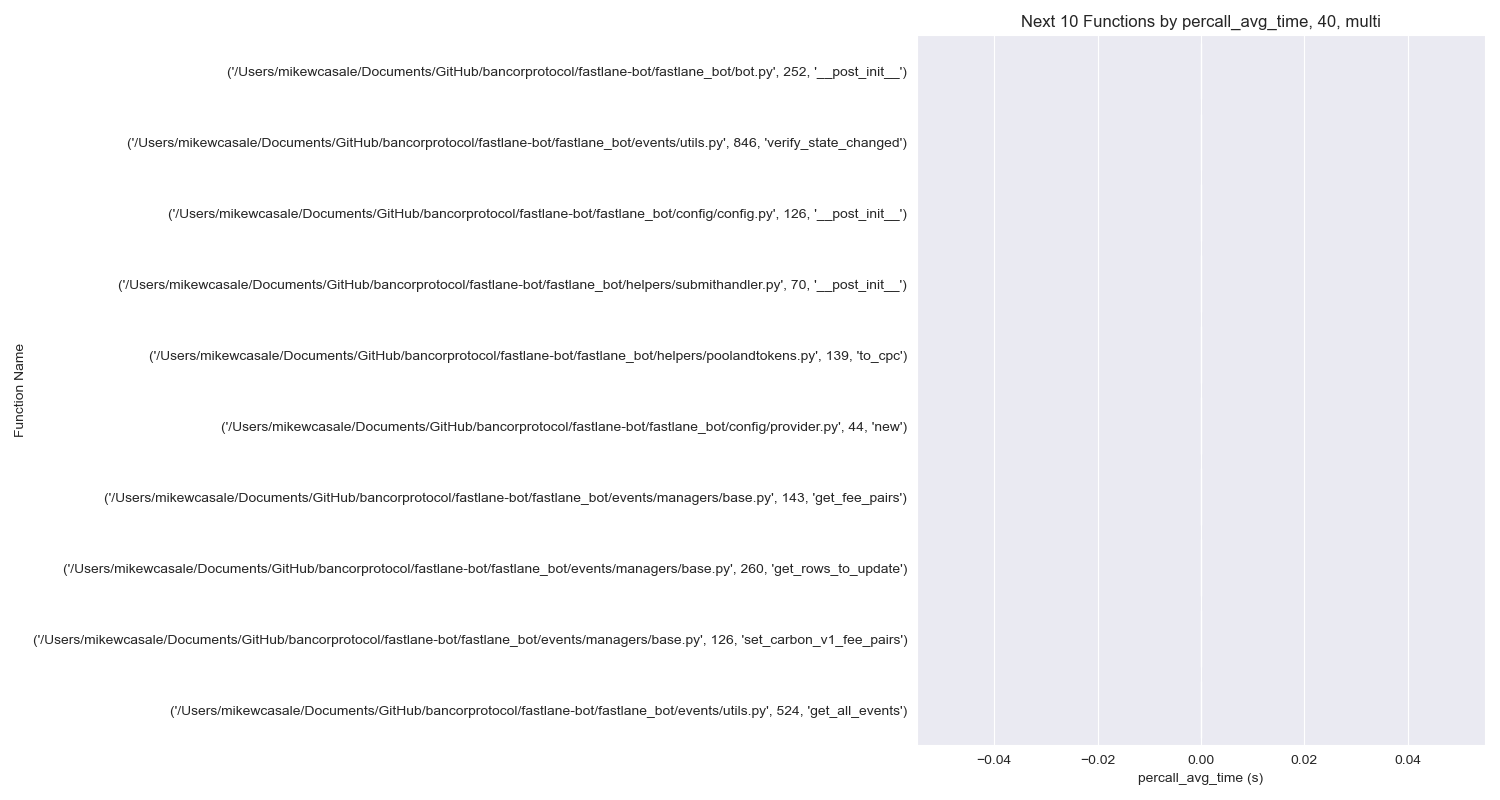 Next 10 Functions by percall_avg_time, 40, multi
('/Users/mikewcasale/Documents/GitHub/bancorprotocol/fastlane-bot/fastlane_bot/bot.py', 252, '__post_init__')
('/Users/mikewcasale/Documents/GitHub/bancorprotocol/fastlane-bot/fastlane_bot/events/utils.py', 846, 'verify_state_changed')
('/Users/mikewcasale/Documents/GitHub/bancorprotocol/fastlane-bot/fastlane_bot/config/config.py', 126, '__post_init__')
('/Users/mikewcasale/Documents/GitHub/bancorprotocol/fastlane-bot/fastlane_bot/helpers/submithandler.py', 70, '__post_init__')
('/Users/mikewcasale/Documents/GitHub/bancorprotocol/fastlane-bot/fastlane_bot/helpers/poolandtokens.py', 139, 'to_cpc')
('/Users/mikewcasale/Documents/GitHub/bancorprotocol/fastlane-bot/fastlane_bot/config/provider.py', 44, 'new')
('/Users/mikewcasale/Documents/GitHub/bancorprotocol/fastlane-bot/fastlane_bot/events/managers/base.py', 143, 'get_fee_pairs')
('/Users/mikewcasale/Documents/GitHub/bancorprotocol/fastlane-bot/fastlane_bot/events/managers/base.py', 260, 'get_rows_to_update')
('/Users/mikewcasale/Documents/GitHub/bancorprotocol/fastlane-bot/fastlane_bot/events/managers/base.py', 126, 'set_carbon_v1_fee_pairs')
('/Users/mikewcasale/Documents/GitHub/bancorprotocol/fastlane-bot/fastlane_bot/events/utils.py', 524, 'get_all_events')
Function Name
−0.04 −0.02 0.00 0.02 0.04
percall_avg_time (s)